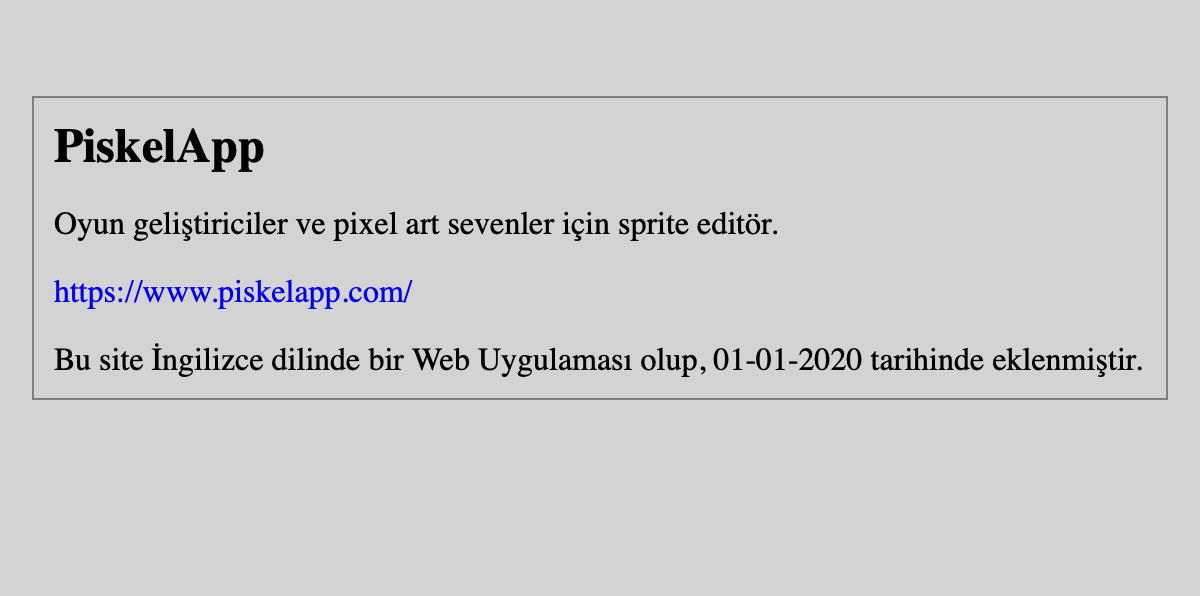 PiskelApp
Oyun geliştiriciler ve pixel art sevenler için sprite editör.
https://www.piskelapp.com/
Bu site İngilizce dilinde bir Web Uygulaması olup, 01-01-2020 tarihinde eklenmiştir.